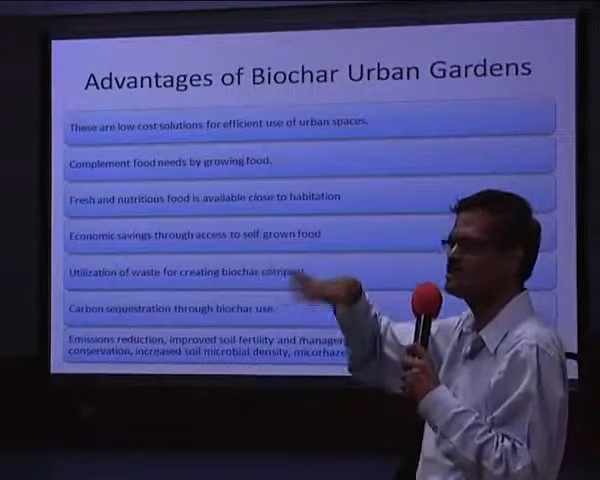 Advantages of Biochar Urban Gardens
These are low cost solutions for efficient use of urban spaces.
Complement food needs by growing food.
Fresh and nutritious food is available close to habitation
Economic savings through access to self grown food
Utilization of waste for creating biochar compost
Carbon sequestration through biochar use.
Emissions reduction, improved soil fertility and
conservation, increased soil microbial density,